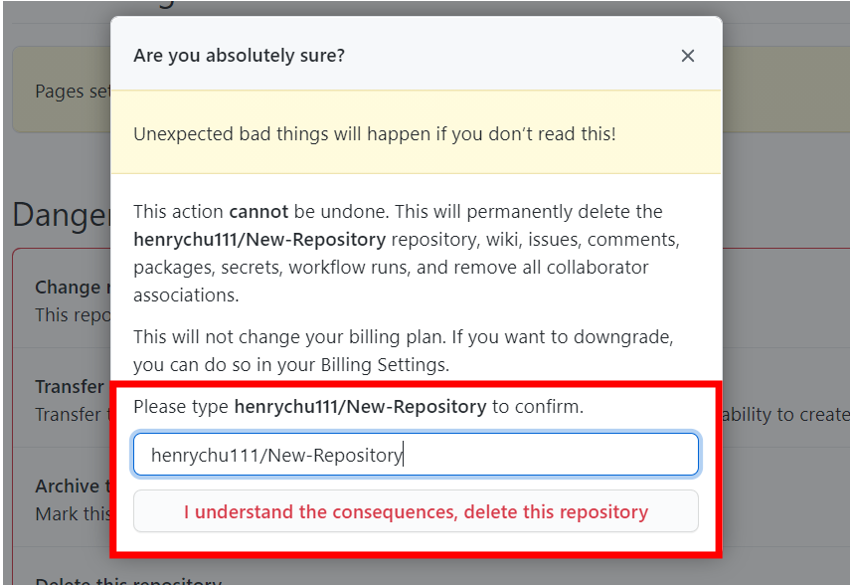 Are you absolutely sure?
Pages set
Unexpected bad things will happen if you don't read this!
This action cannot be undone. This will permanently delete the
henrychu111/New-Repository repository, wiki, issues, comments,
packages, secrets, workflow runs, and remove all collaborator
associations.
This will not change your billing plan. If you want to downgrade,
you can do so in your Billing Settings.
Please type henrychu111/New-Repository to confirm.
henrychu111/New-Repository
I understand the consequences, delete this repository
Danger
Change r
This repo
Transfer
Transfer t
ability to create
Archive t
Mark this
Delete this repository